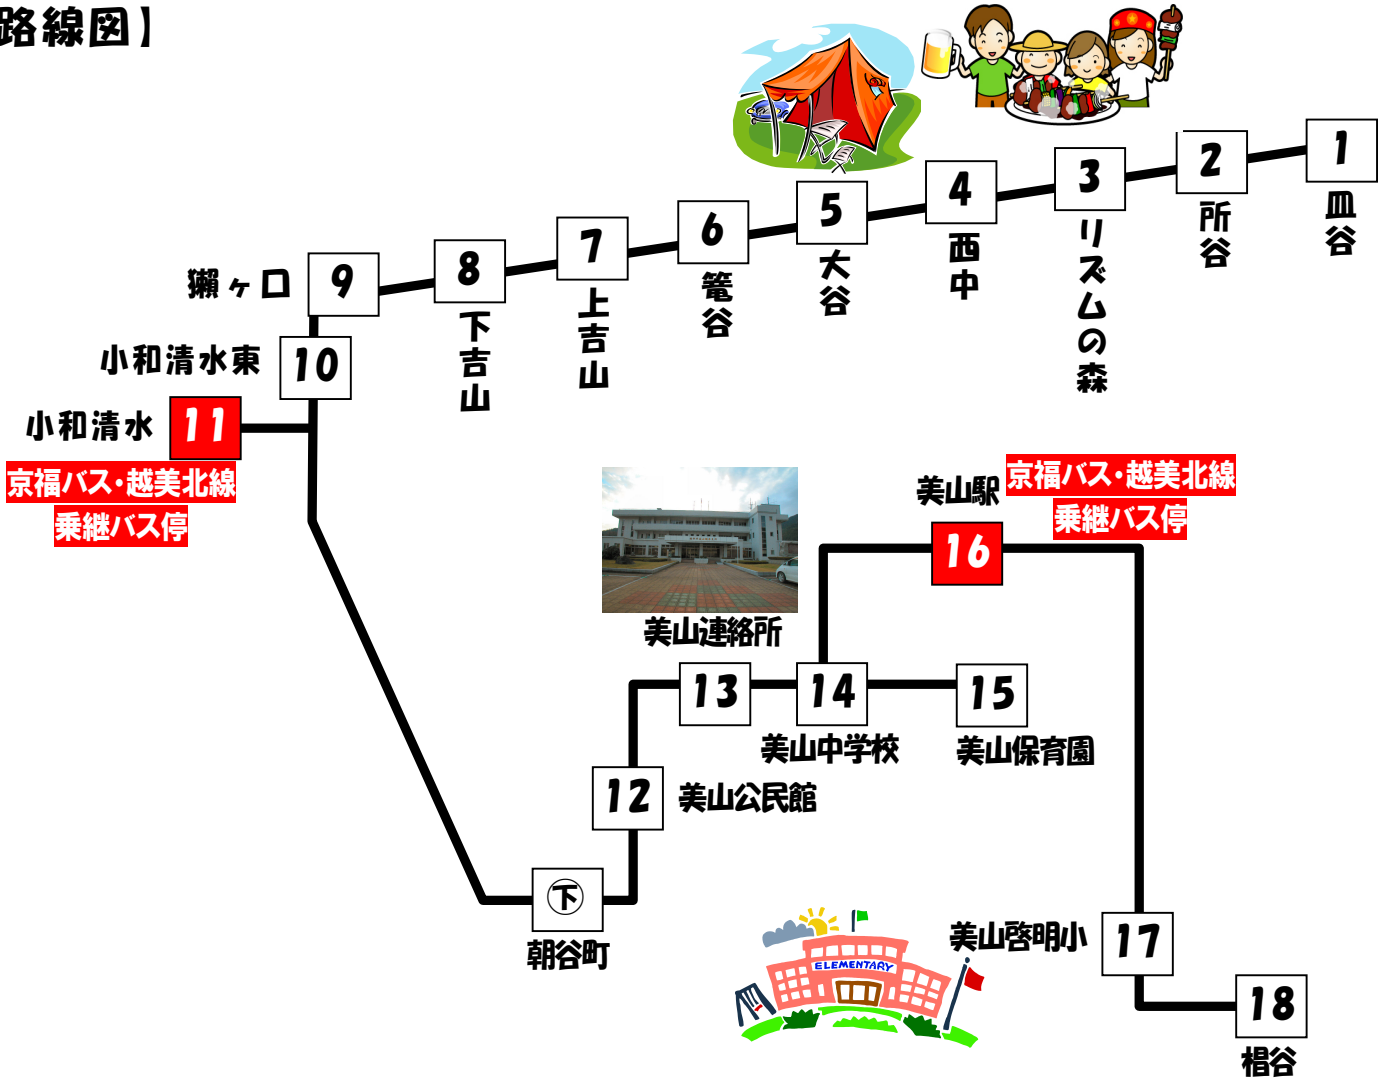 路線図】
1
皿谷
2
所谷
3
リズムの森
4
西中
5
大谷
6
篭谷
7
上吉山
8
下吉山
9
獺ヶ口
10
小和清水東
11
小和清水
京福バス・越美北線
乗継バス停
下
朝谷町
12
美山公民館
13
美山連絡所
14
美山中学校
15
美山保育園
16
美山駅
京福バス・越美北線
乗継バス停
ELEMENTARY
17
美山啓明小
18
椙谷